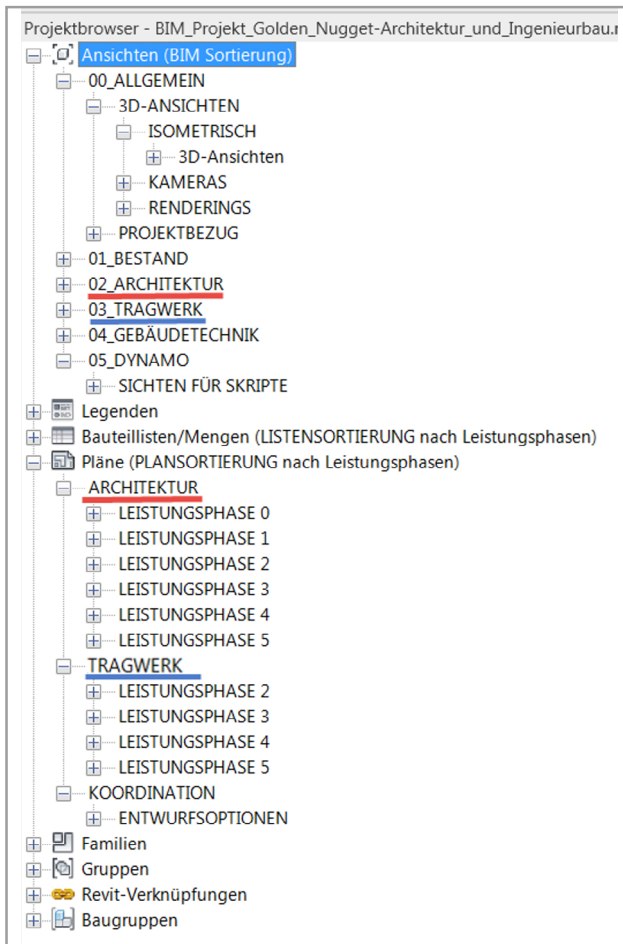 Projektbrowser - BIM_Projekt_Golden_Nugget-Architektur_und_Ingenieurbau.r
Ansichten (BIM Sortierung)
00_ALLGEMEIN
3D-ANSICHTEN
ISOMETRISCH
3D-Ansichten
KAMERAS
RENDERINGS
PROJEKTBEZUG
01_BESTAND
02_ARCHITEKTUR
03_TRAGWERK
04_GEBÄUDETECHNIK
05_DYNAMO
SICHTEN FÜR SKRIPTE
Legenden
Bauteillisten/Mengen (LISTENSORTIERUNG nach Leistungsphasen)
Pläne (PLANSORTIERUNG nach Leistungsphasen)
ARCHITEKTUR
LEISTUNGSPHASE 0
LEISTUNGSPHASE 1
LEISTUNGSPHASE 2
LEISTUNGSPHASE 3
LEISTUNGSPHASE 4
LEISTUNGSPHASE 5
TRAGWERK
LEISTUNGSPHASE 2
LEISTUNGSPHASE 3
LEISTUNGSPHASE 4
LEISTUNGSPHASE 5
KOORDINATION
ENTWURFSOPTIONEN
Familien
Gruppen
Revit-Verknüpfungen
Baugruppen